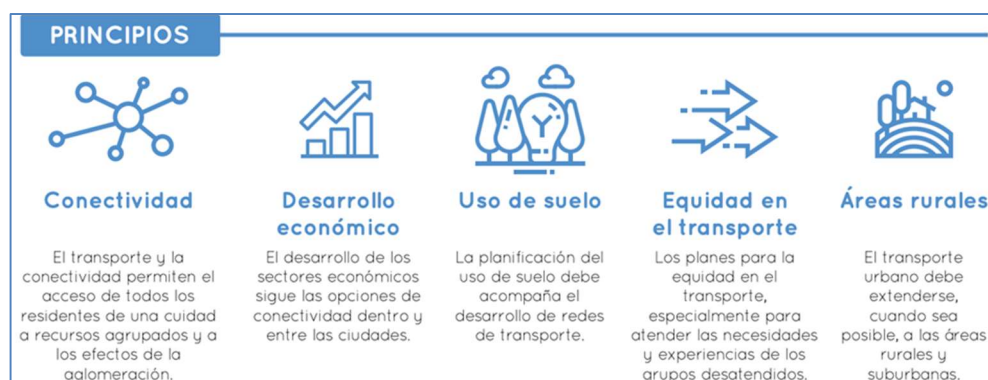 PRINCIPIOS
Conectividad
El transporte y la
conectividad permiten el
acceso de todos los
residentes de una cuidad
a recursos agrupados y a
los efectos de la
aglomeración.
Desarrollo
económico
El desarrollo de los
sectores económicos
sigue las opciones de
conectividad dentro y
entre las ciudades.
Uso de suelo
La planificación del
uso de suelo debe
acompaña el
desarrollo de redes
de transporte.
Equidad en
el transporte
Los planes para la
equidad en el
transporte,
especialmente para
atender las necesidades
y experiencias de los
grupos desatendidos.
Áreas rurales
El transporte
urbano debe
extenderse,
cuando sea
posible, a las áreas
rurales y
suburbanas.